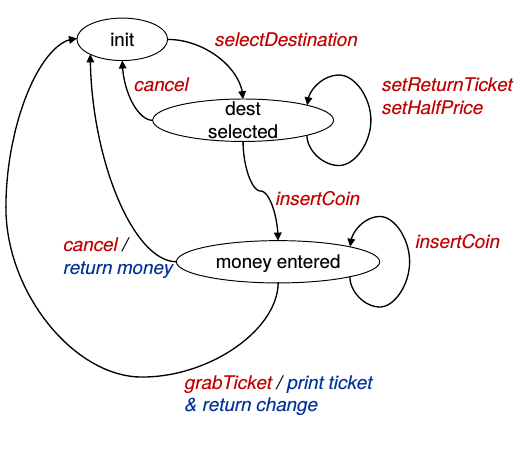 init
selectDestination
cancel
dest
selected
setReturnTicket
setHalfPrice
insertCoin
cancel /
return money
money entered
insertCoin
grabTicket / print ticket
& return change